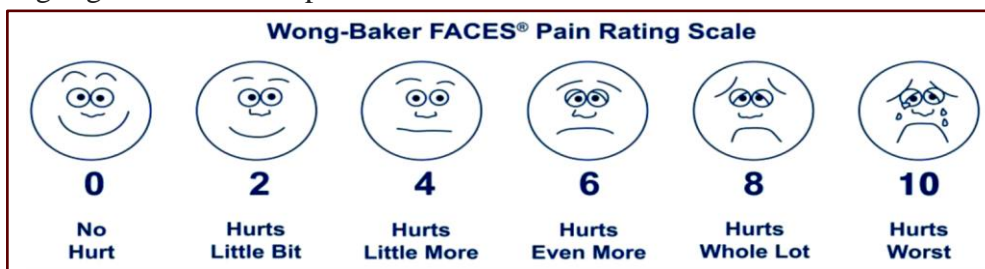 Wong-Baker FACES® Pain Rating Scale
0 2 4 6 8 10
No Hurts Hurts Hurts Hurts Hurts
Hurt Little Bit Little More Even More Whole Lot Worst